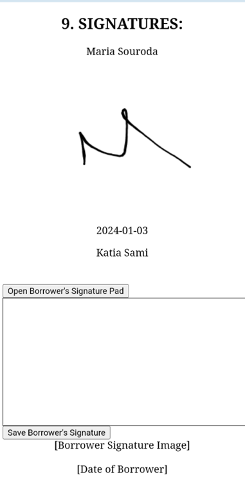 9. SIGNATURES:
Maria Souroda
2024-01-03
Katia Sami
Open Borrower's Signature Pad
Save Borrower's Signature
[Borrower Signature Image]
[Date of Borrower]